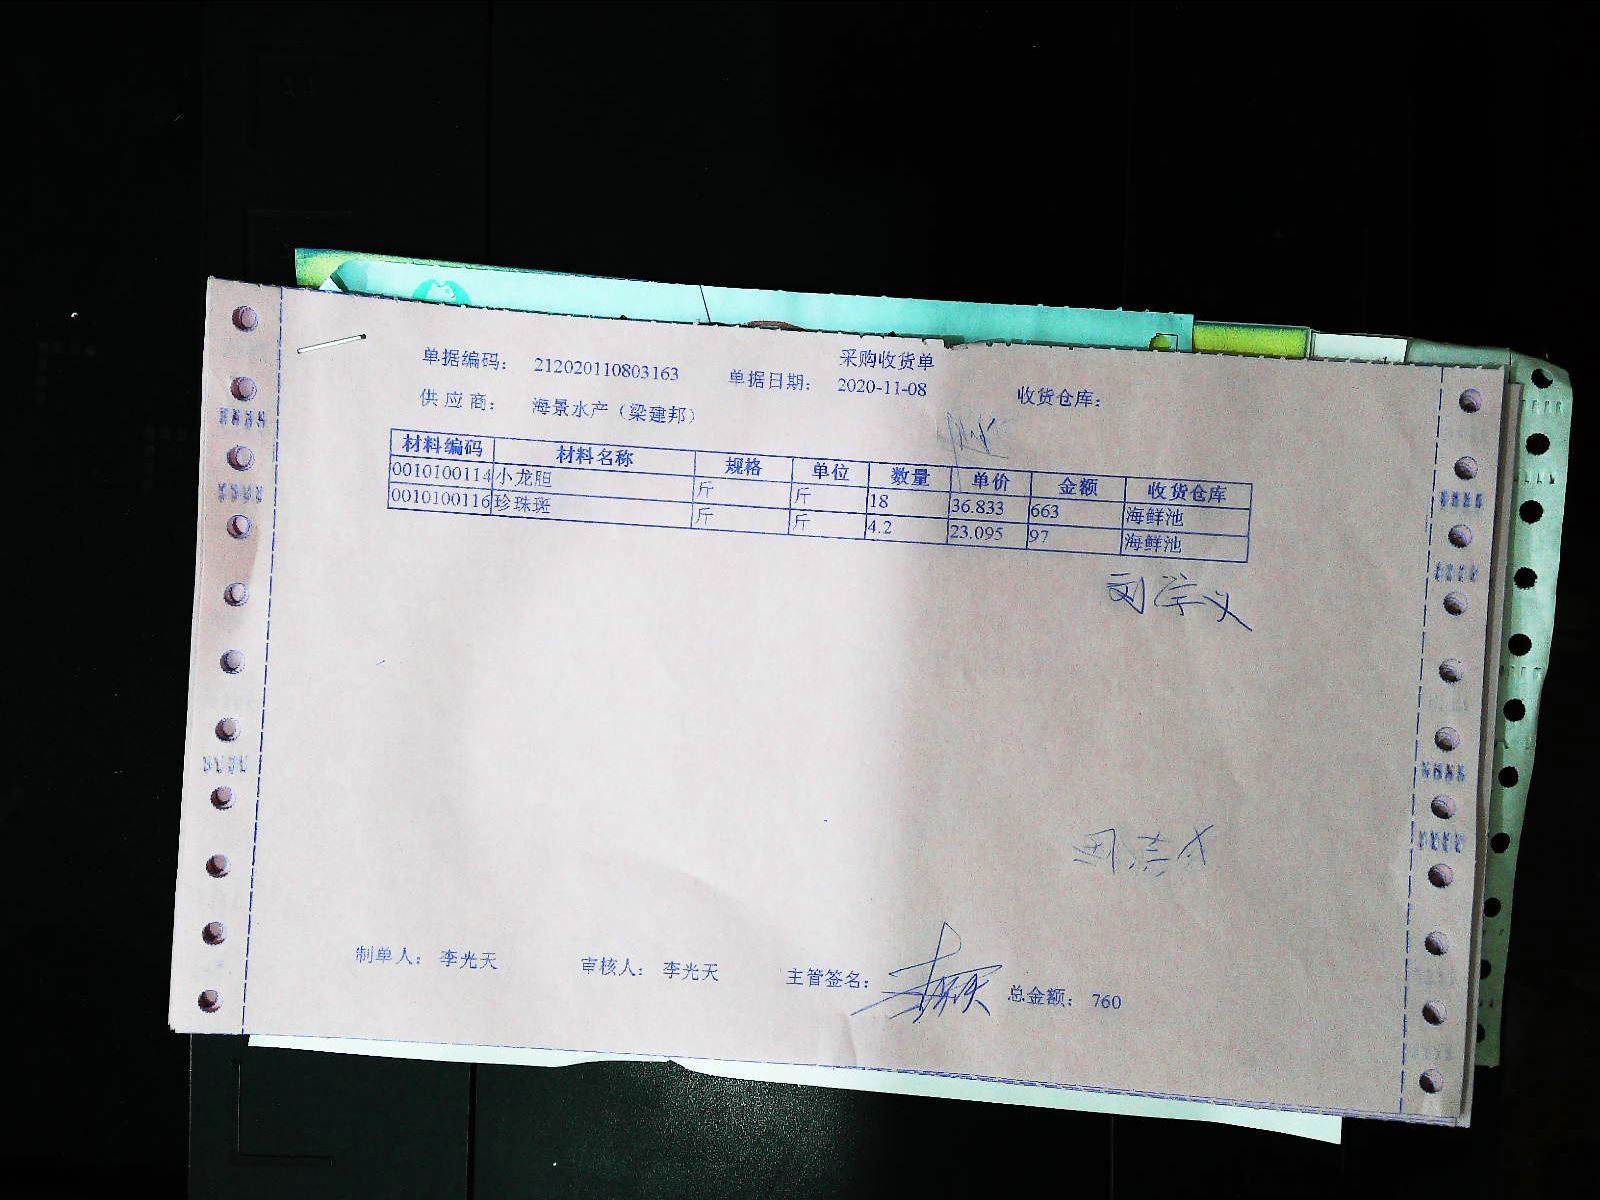 采购收货单
单据编码： 212020110803163 单据日期： 2020-11-08 收货仓库：
供应商： 海景水产（梁建邦）
材料编码 材料名称 规格 单位 数量 单价 金额 收货仓库
0010100114 小龙胆 斤 斤 18 36.833 663 海鲜池
0010100116 珍珠斑 斤 斤 4.2 23.095 97 海鲜池
刘学义
制单人： 李光天 审核人： 李光天 主管签名： 总金额： 760